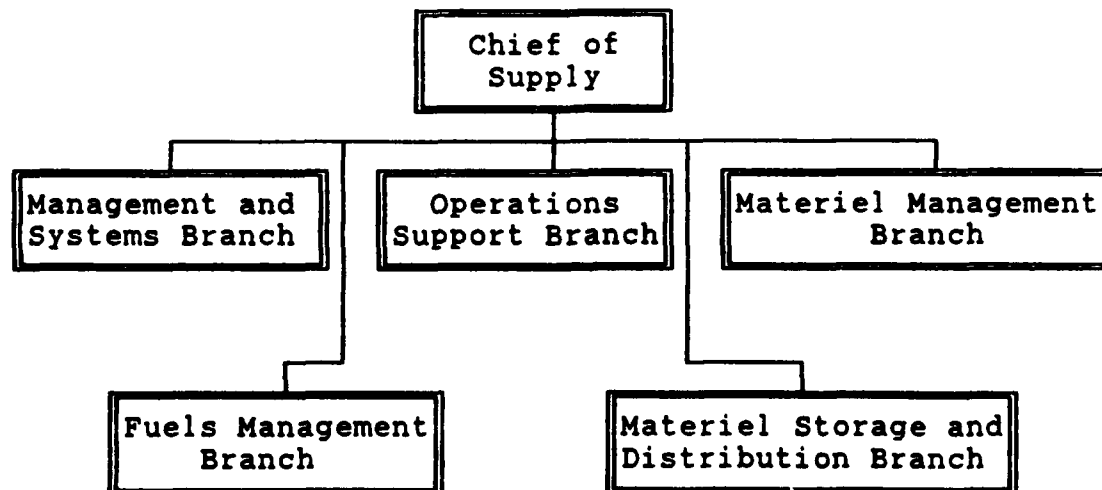 Chief of
Supply
Management and
Systems Branch
Operations
Support Branch
Materiel Management
Branch
Fuels Management
Branch
Materiel Storage and
Distribution Branch